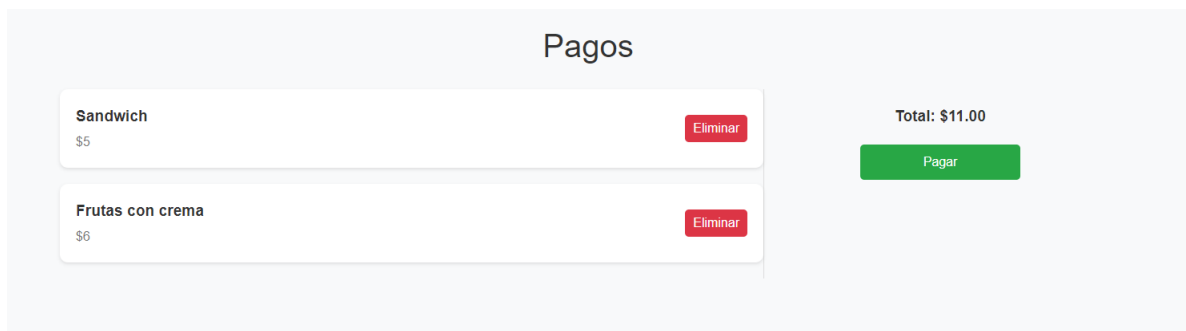 Pagos
Sandwich
$5
Eliminar
Frutas con crema
$6
Eliminar
Total: $11.00
Pagar